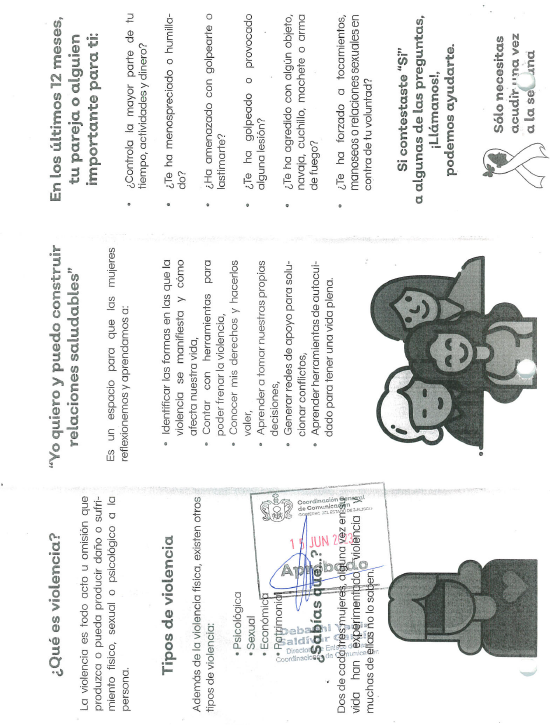 ¿Qué es violencia?
La violencia es todo acto u omisión que
produzca o pueda producir daño o sufri-
miento físico, sexual o psicológico a la
persona.
Tipos de violencia
Además de la violencia física, existen otros
tipos de violencia:
• Psicológica
• Sexual
• Económica
• Patrimonial
¿Sabías que...?
Dos de cada tres mujeres, alguna vez en su
vida han experimentado violencia y
muchas de ellas no lo saben.
Coordinación General
de Comunicación
15 JUN
Aprobado
"Yo quiero y puedo construir
relaciones saludables"
Es un espacio para que las mujeres
reflexionemos y aprendamos a:
• Identificar las formas en las que la
violencia se manifiesta y cómo
afecta nuestra vida,
• Contar con herramientas para
poder frenar la violencia,
• Conocer mis derechos y hacerlos
valer,
• Aprender a tomar nuestras propias
decisiones,
• Generar redes de apoyo para solu-
cionar conflictos,
• Aprender herramientas de autocui-
dado para tener una vida plena.
En los últimos 12 meses,
tu pareja o alguien
importante para ti:
• ¿Controla la mayor parte de tu
tiempo, actividades y dinero?
• ¿Te ha menospreciado o humilla-
do?
• ¿Ha amenazado con golpearte o
lastimarte?
• ¿Te ha golpeado o provocado
alguna lesión?
• ¿Te ha agredido con algún objeto,
navaja, cuchillo, machete o arma
de fuego?
• ¿Te ha forzado a tocamientos,
manoseos o relaciones sexuales en
contra de tu voluntad?
Si contestaste "Si"
a algunas de las preguntas,
¡Llámanos!,
podemos ayudarte.
Sólo necesitas
acudir una vez
a la